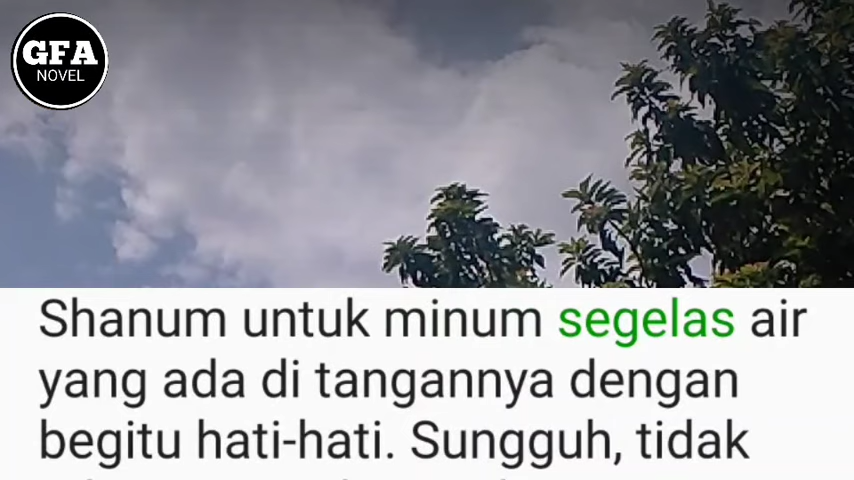 GFA
NOVEL
Shanum untuk minum segelas air
yang ada di tangannya dengan
begitu hati-hati. Sungguh, tidak